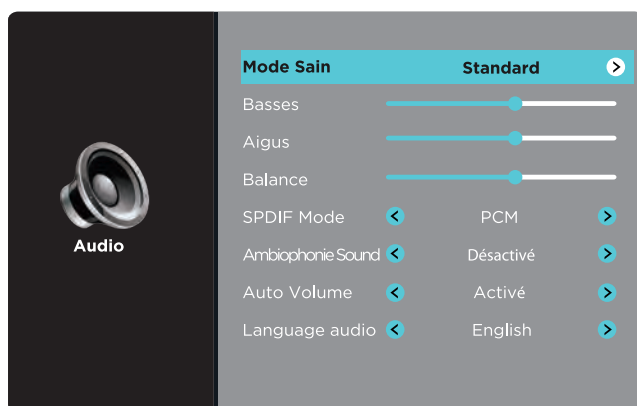 Audio
Mode Sain Standard
Basses
Aigus
Balance
SPDIF Mode PCM
Ambiophonie Sound Désactivé
Auto Volume Activé
Language audio English